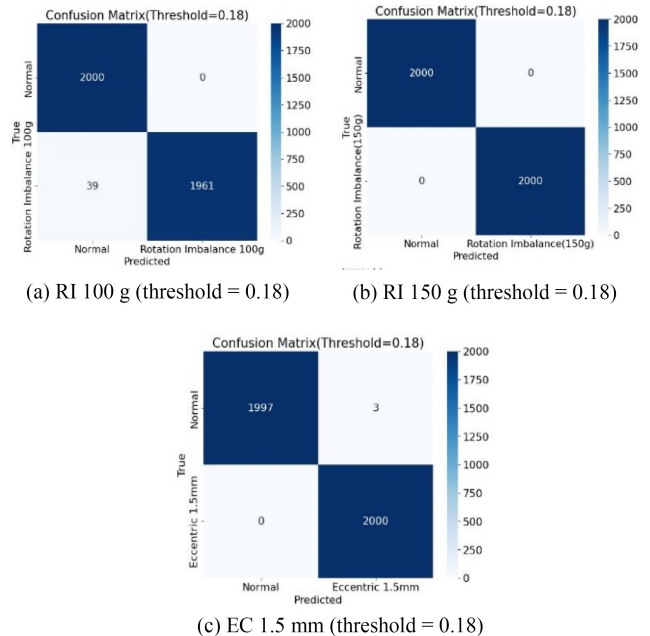 Confusion Matrix(Threshold=0.18)
Normal
True
Rotation Imbalance 100g
2000
0
39
1961
2000
1750
1500
1250
1000
750
500
250
0
Normal
Rotation Imbalance 100g
Predicted
(a) RI 100 g (threshold = 0.18)
Confusion Matrix(Threshold=0.18)
Normal
True
Rotation Imbalance(150g)
2000
0
0
2000
2000
1750
1500
1250
1000
750
500
250
0
Normal
Rotation Imbalance(150g)
Predicted
(b) RI 150 g (threshold = 0.18)
Confusion Matrix(Threshold=0.18)
Normal
True
Eccentric 1.5mm
1997
3
0
2000
2000
1750
1500
1250
1000
750
500
250
0
Normal
Eccentric 1.5mm
Predicted
(c) EC 1.5 mm (threshold = 0.18)